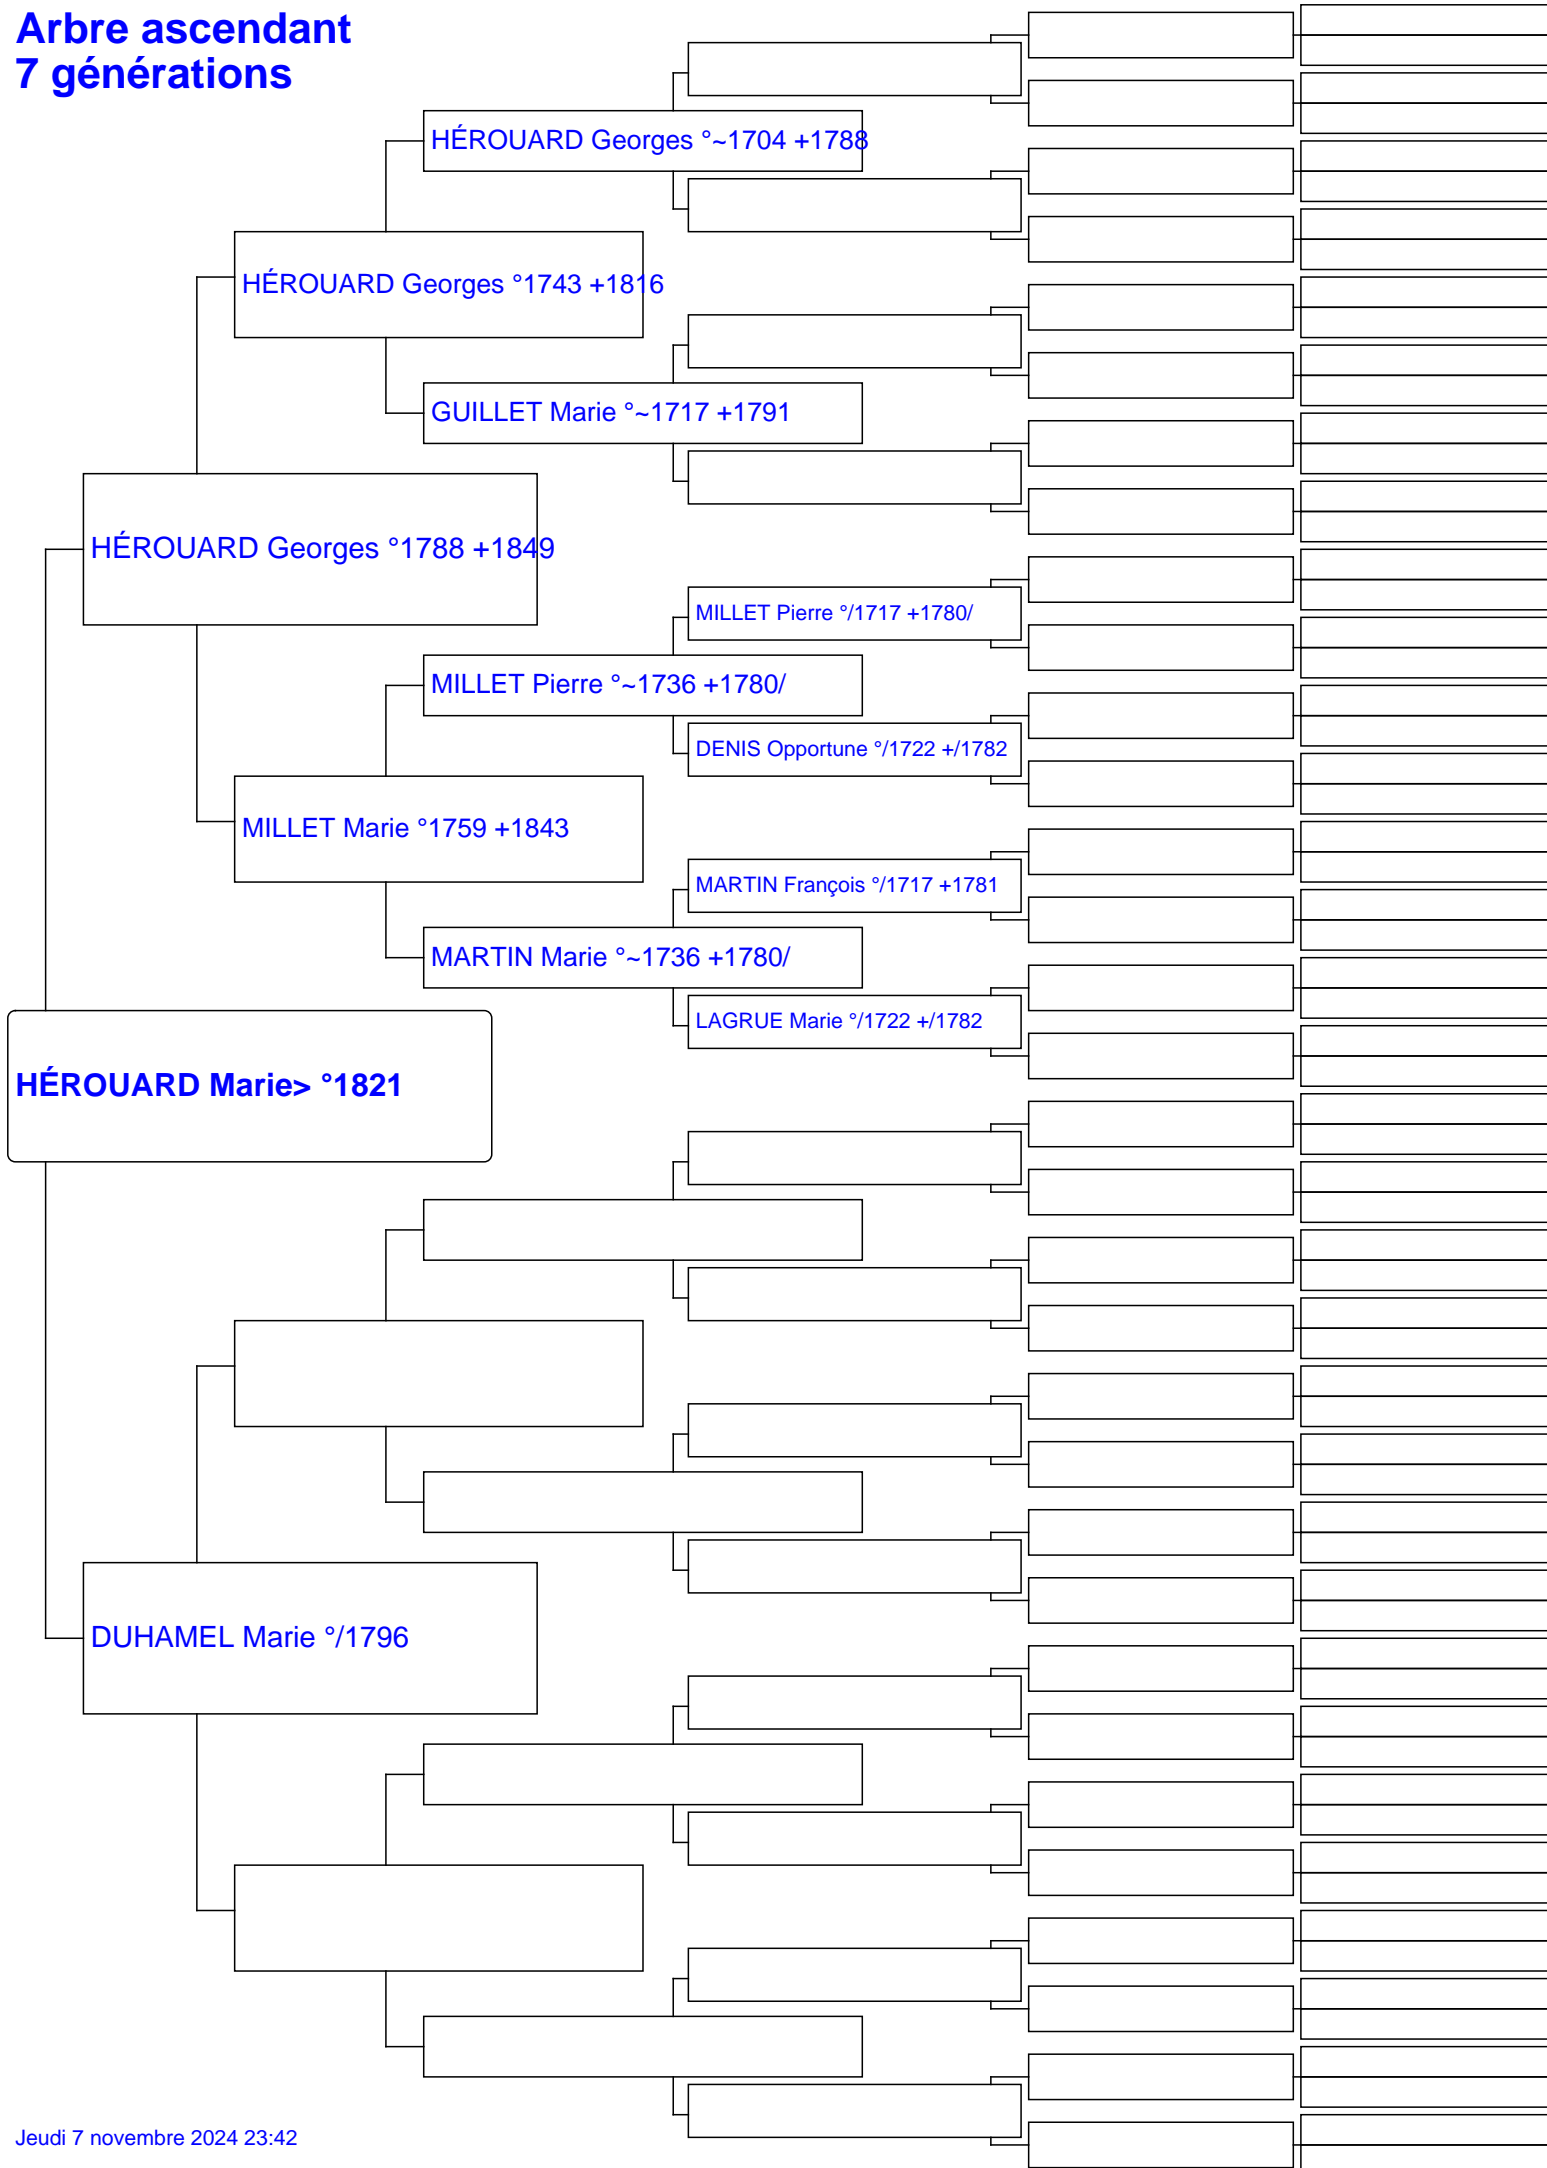 Arbre ascendant
7 générations
HÉROUARD Georges °~1704 +1788
HÉROUARD Georges °1743 +1816
GUILLET Marie °~1717 +1791
HÉROUARD Georges °1788 +1849
MILLET Pierre °/1717 +1780/
MILLET Pierre °~1736 +1780/
DENIS Opportune °/1722 +/1782
MILLET Marie °1759 +1843
MARTIN François °/1717 +1781
MARTIN Marie °~1736 +1780/
LAGRUE Marie °/1722 +/1782
HÉROUARD Marie> °1821
DUHAMEL Marie °/1796
Jeudi 7 novembre 2024 23:42